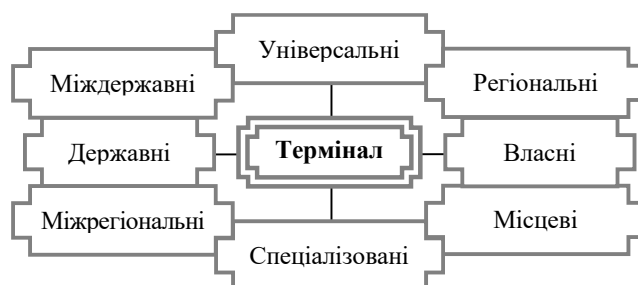 Універсальні
Міждержавні
Регіональні
Державні
Термінал
Власні
Міжрегіональні
Місцеві
Спеціалізовані